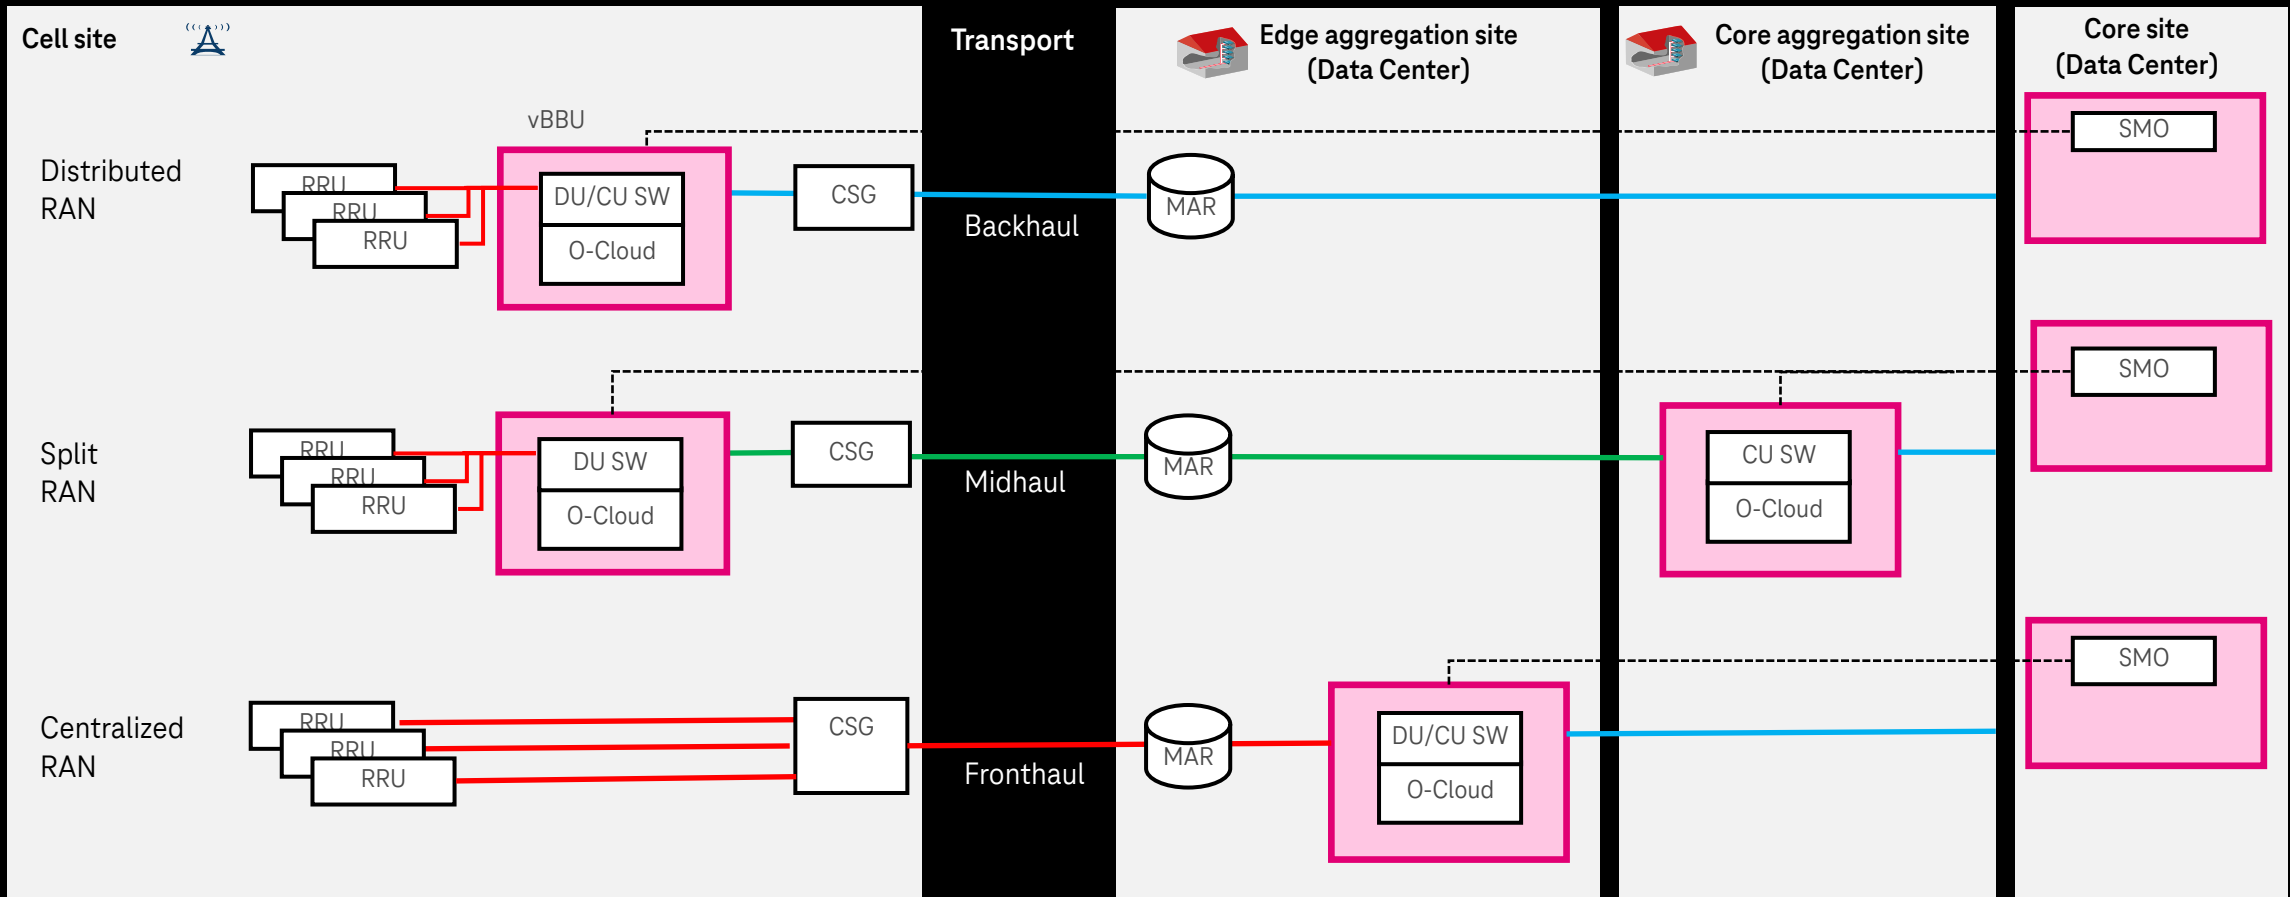 Cell site
Transport
Edge aggregation site
(Data Center)
Core aggregation site
(Data Center)
Core site
(Data Center)
vBBU
SMO
Distributed
RAN
RRU
RRU
RRU
DU/CU SW
O-Cloud
CSG
Backhaul
MAR
SMO
Split
RAN
RRU
RRU
RRU
DU SW
O-Cloud
CSG
Midhaul
MAR
CU SW
O-Cloud
SMO
Centralized
RAN
RRU
RRU
RRU
CSG
Fronthaul
MAR
DU/CU SW
O-Cloud